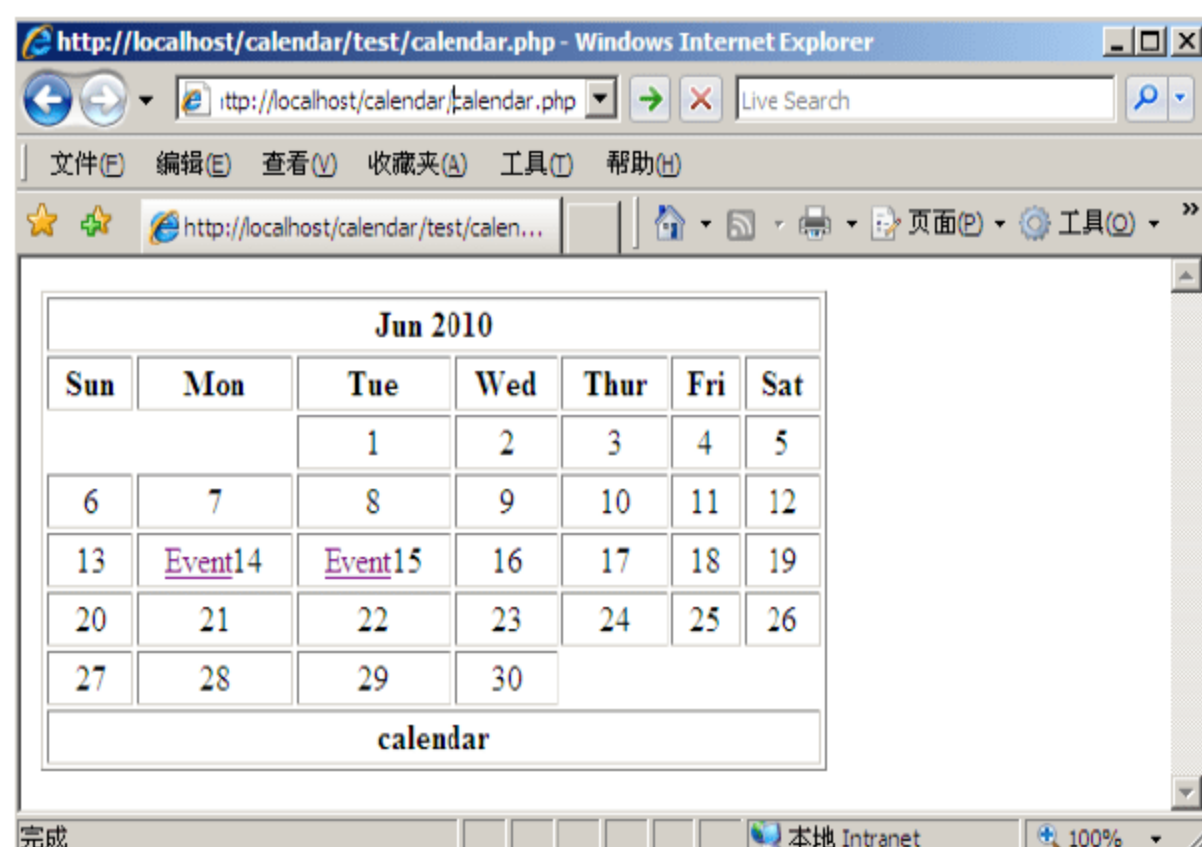 http://localhost/calendar/test/calendar.php - Windows Internet Explorer
ttp://localhost/calendar/calendar.php Live Search
文件(F) 编辑(E) 查看(V) 收藏夹(A) 工具(T) 帮助(H)
http://localhost/calendar/test/calen... 页面(P) 工具(O) »
Jun 2010
Sun Mon Tue Wed Thur Fri Sat
1 2 3 4 5
6 7 8 9 10 11 12
13 Event14 Event15 16 17 18 19
20 21 22 23 24 25 26
27 28 29 30
calendar
完成 本地 Intranet 100%